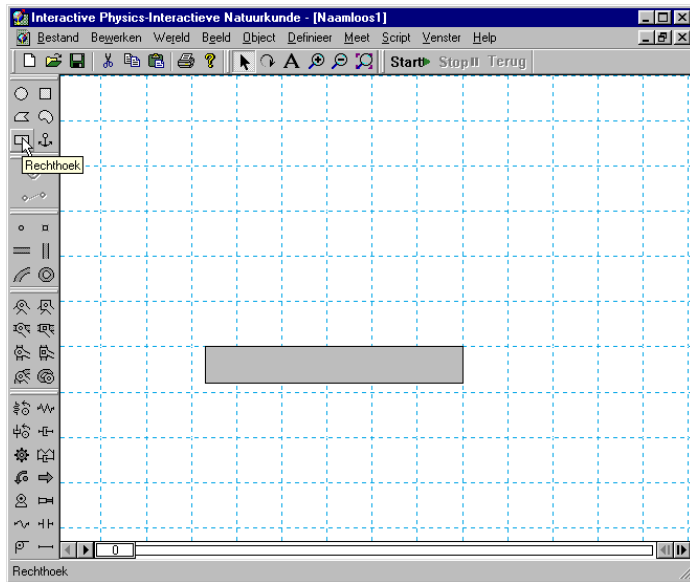 Interactive Physics-Interactieve Natuurkunde - [Naamloos1]
Bestand Bewerken Wereld Beeld Object Definieer Meet Script Venster Help
A Start Stop Terug
Rechthoek
0
Rechthoek